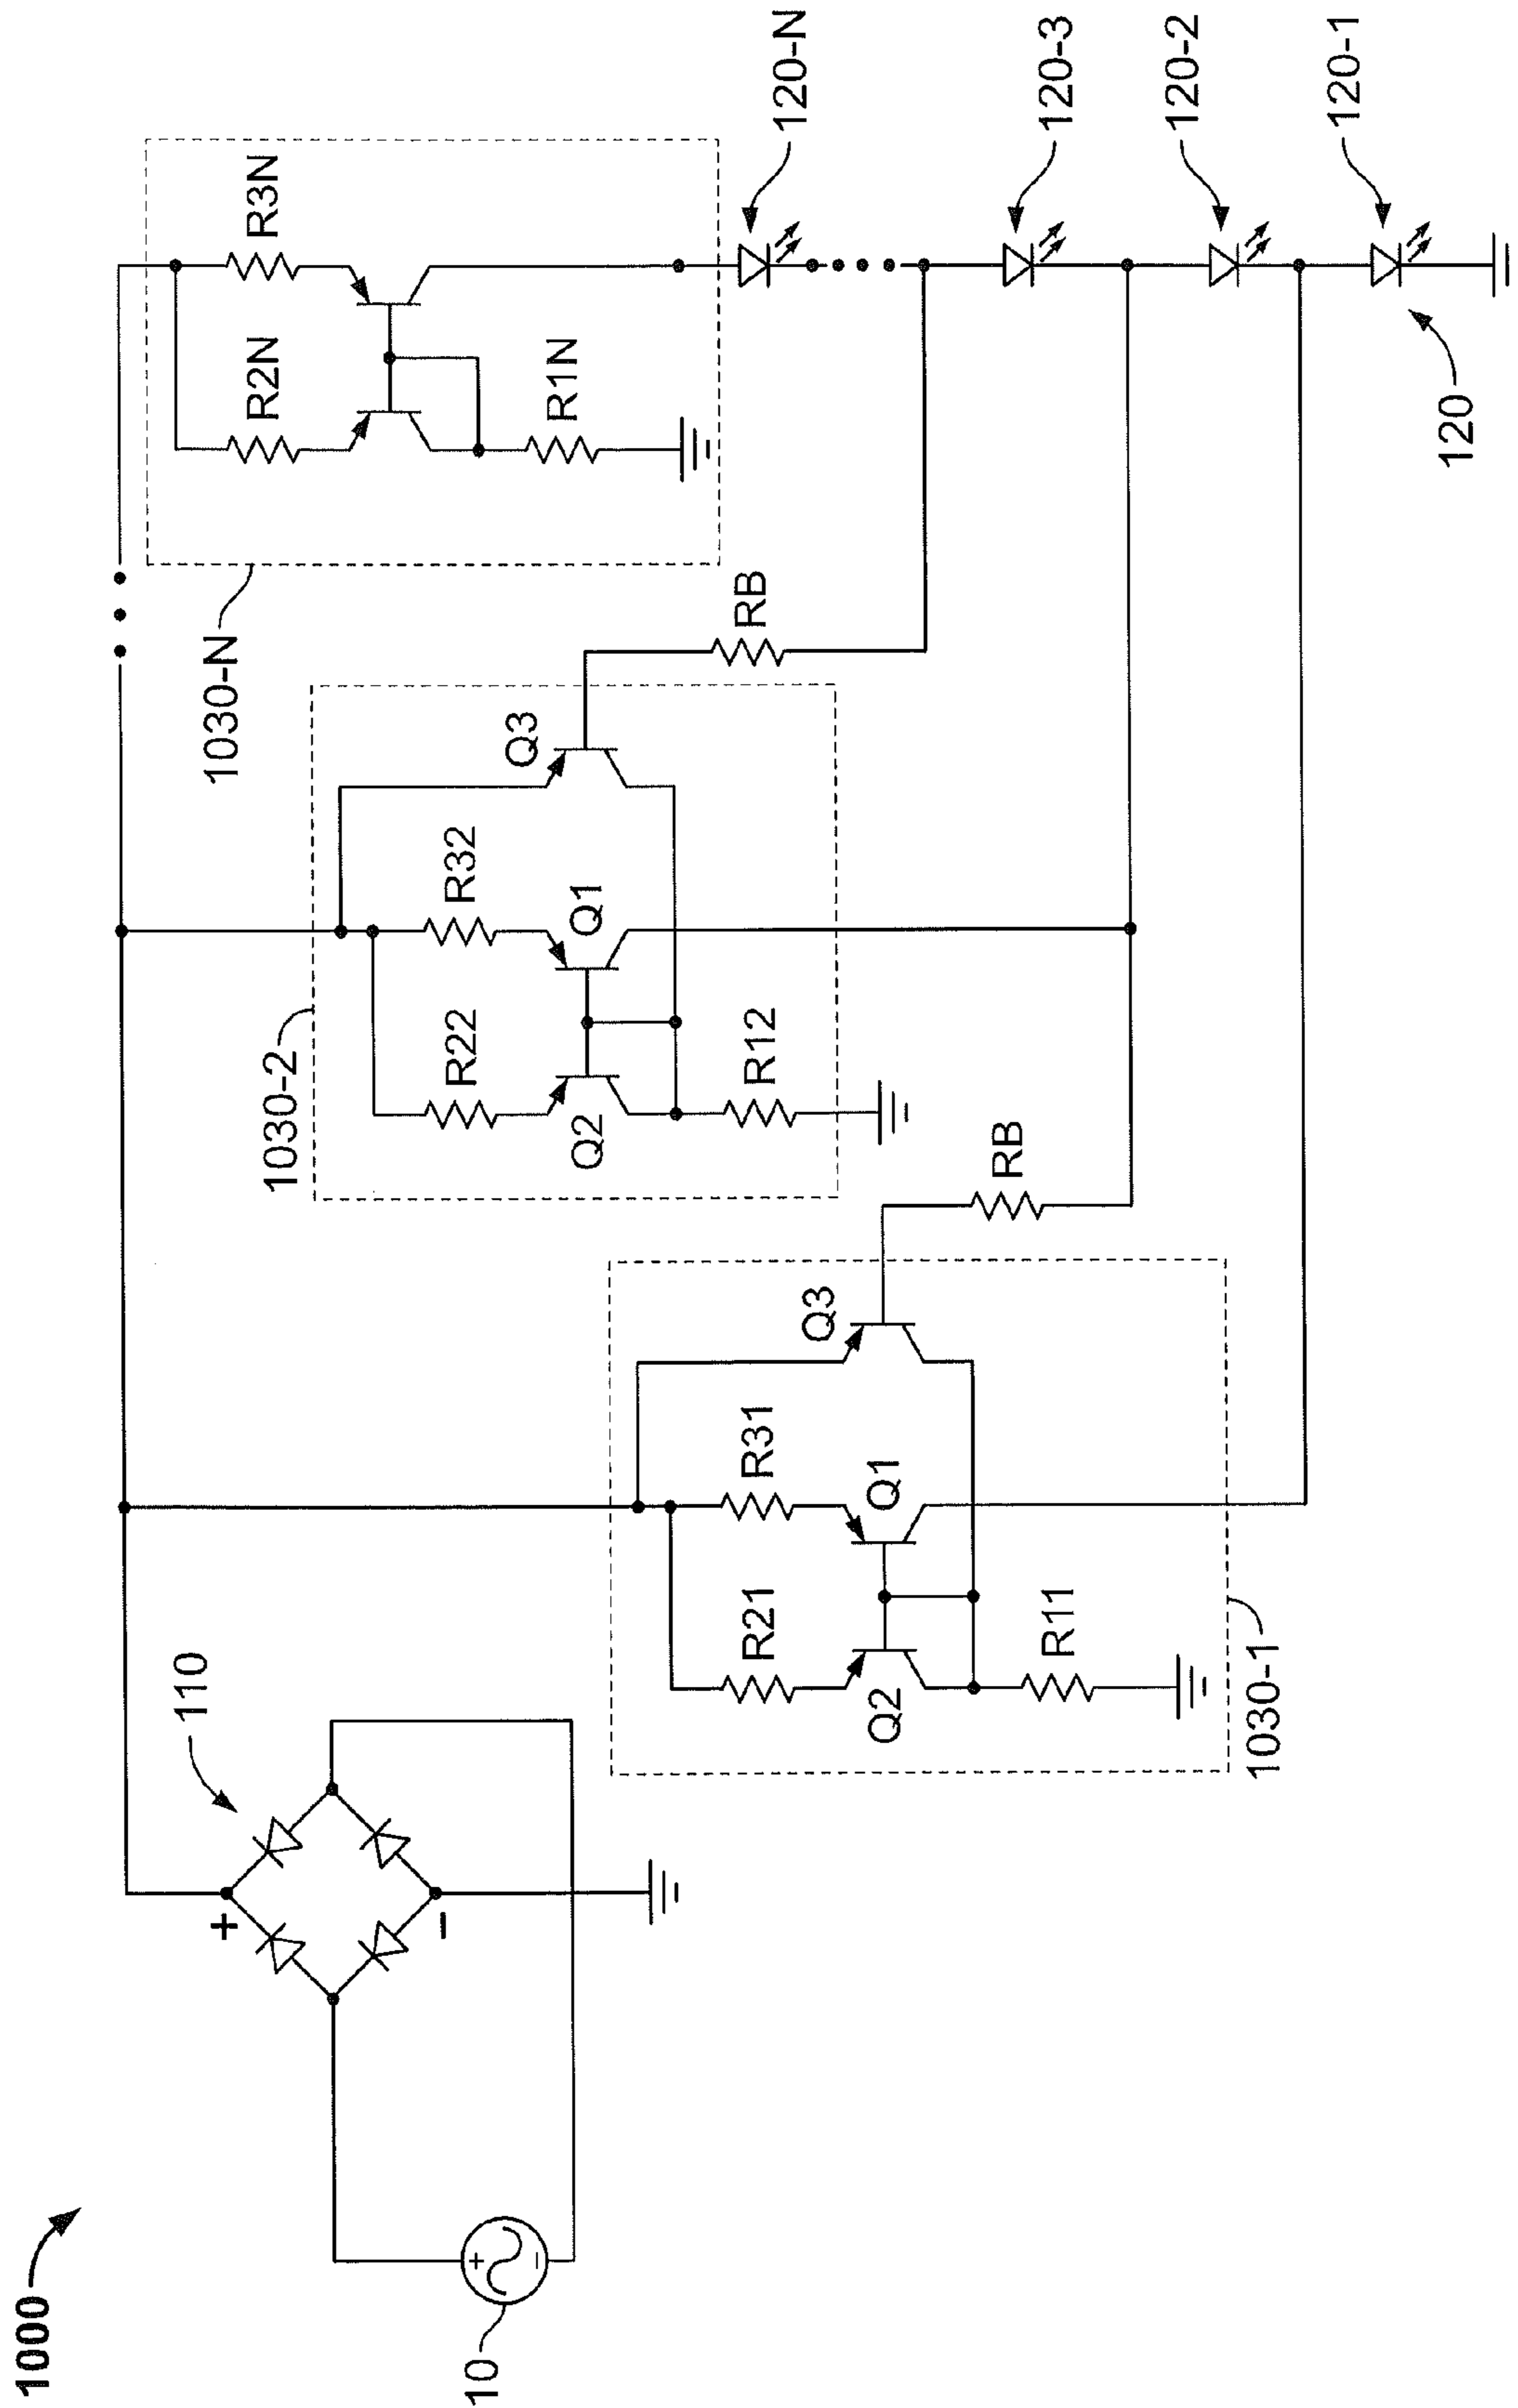 1000
10
+
−
110
+
−
1030-1
R21
R31
Q2
Q1
Q3
R11
RB
1030-2
R22
R32
Q2
Q1
Q3
R12
RB
1030-N
R2N
R3N
R1N
120-N
120-3
120-2
120-1
120